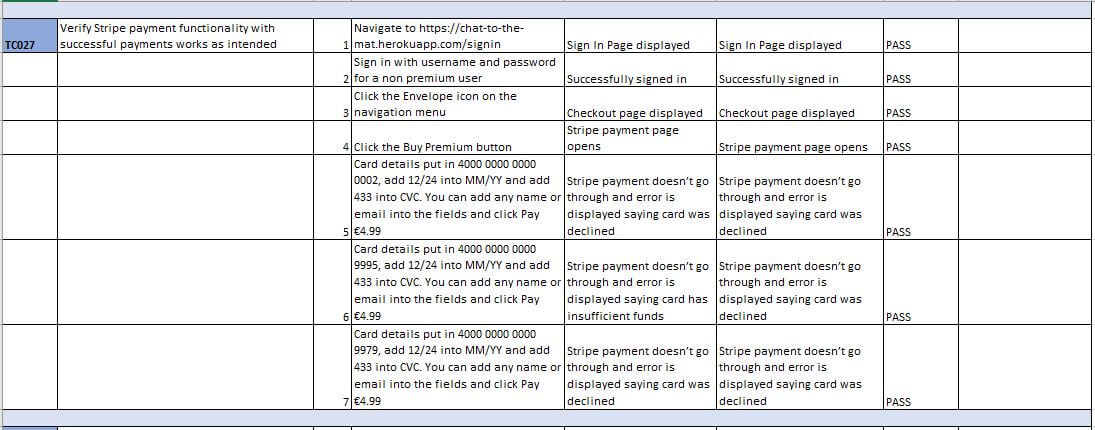 TC027
Verify Stripe payment functionality with
successful payments works as intended
1
Navigate to https://chat-to-the-
mat.herokuapp.com/signin
Sign In Page displayed
Sign In Page displayed
PASS
2
Sign in with username and password
for a non premium user
Successfully signed in
Successfully signed in
PASS
3
Click the Envelope icon on the
navigation menu
Checkout page displayed
Checkout page displayed
PASS
4
Click the Buy Premium button
Stripe payment page
opens
Stripe payment page opens
PASS
5
Card details put in 4000 0000 0000
0002, add 12/24 into MM/YY and add
433 into CVC. You can add any name or
email into the fields and click Pay
€4.99
Stripe payment doesn’t go
through and error is
displayed saying card was
declined
Stripe payment doesn’t go
through and error is
displayed saying card was
declined
PASS
6
Card details put in 4000 0000 0000
9995, add 12/24 into MM/YY and add
433 into CVC. You can add any name or
email into the fields and click Pay
€4.99
Stripe payment doesn’t go
through and error is
displayed saying card has
insufficient funds
Stripe payment doesn’t go
through and error is
displayed saying card was
declined
PASS
7
Card details put in 4000 0000 0000
9979, add 12/24 into MM/YY and add
433 into CVC. You can add any name or
email into the fields and click Pay
€4.99
Stripe payment doesn’t go
through and error is
displayed saying card was
declined
Stripe payment doesn’t go
through and error is
displayed saying card was
declined
PASS